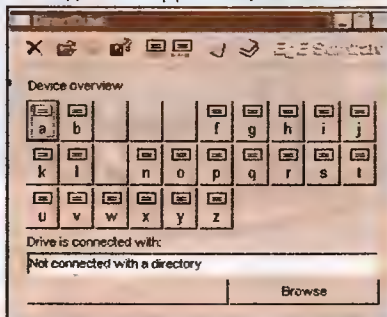 Device overview
a b f g h i j
k l n o p q r s t
u v w x y z
Drive is connected with:
Not connected with a directory
Browse